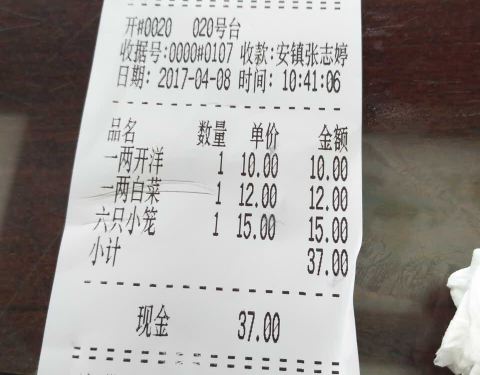 开#0020 020号台
收据号:0000#0107 收款:安镇张志婷
日期: 2017-04-08 时间: 10:41:06
品名 数量 单价 金额
一两开洋 1 10.00 10.00
二两白菜 1 12.00 12.00
六只小笼 1 15.00 15.00
小计 37.00
现金 37.00